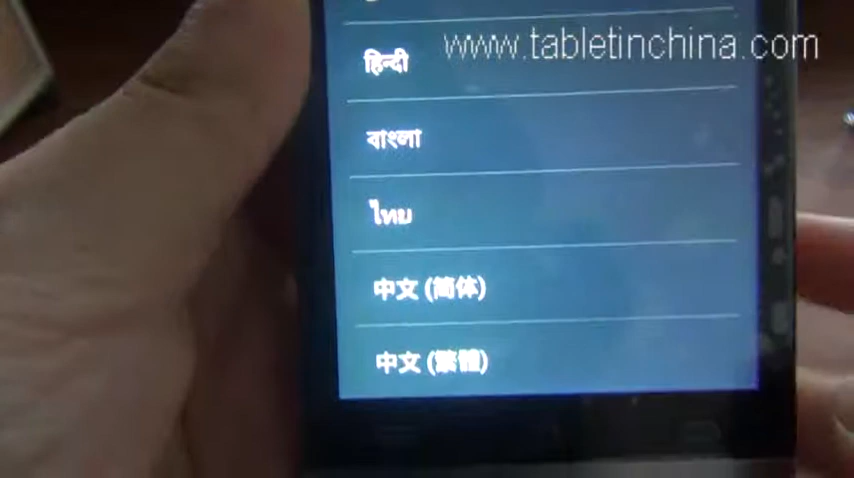 www.tabletinchina.com
हिन्दी
বাংলা
ไทย
中文 (简体)
中文 (繁體)